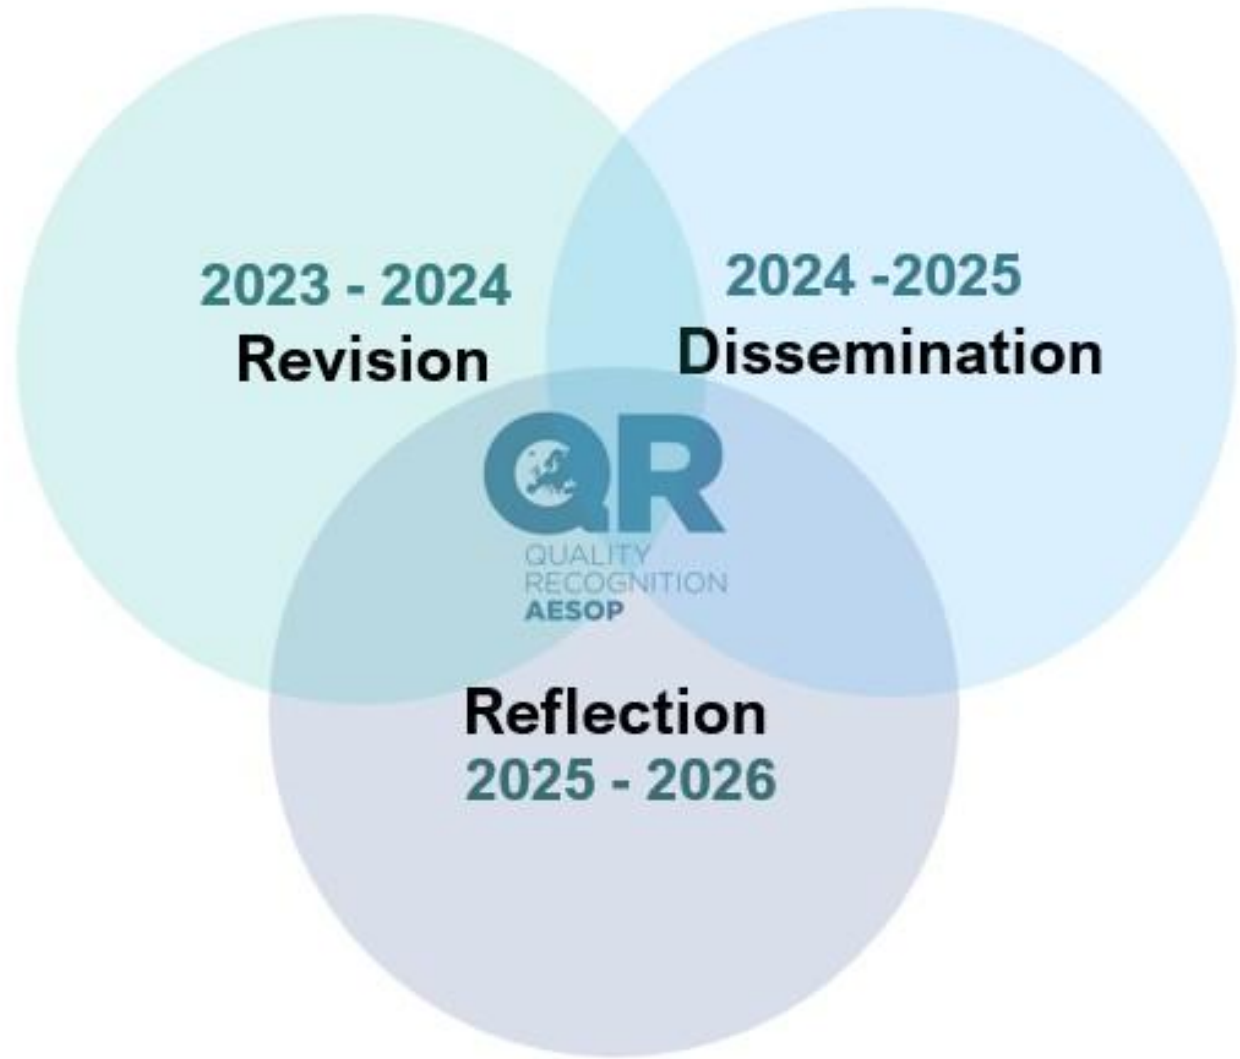 2023 - 2024
Revision
2024 -2025
Dissemination
QR
QUALITY
RECOGNITION
AESOP
Reflection
2025 - 2026